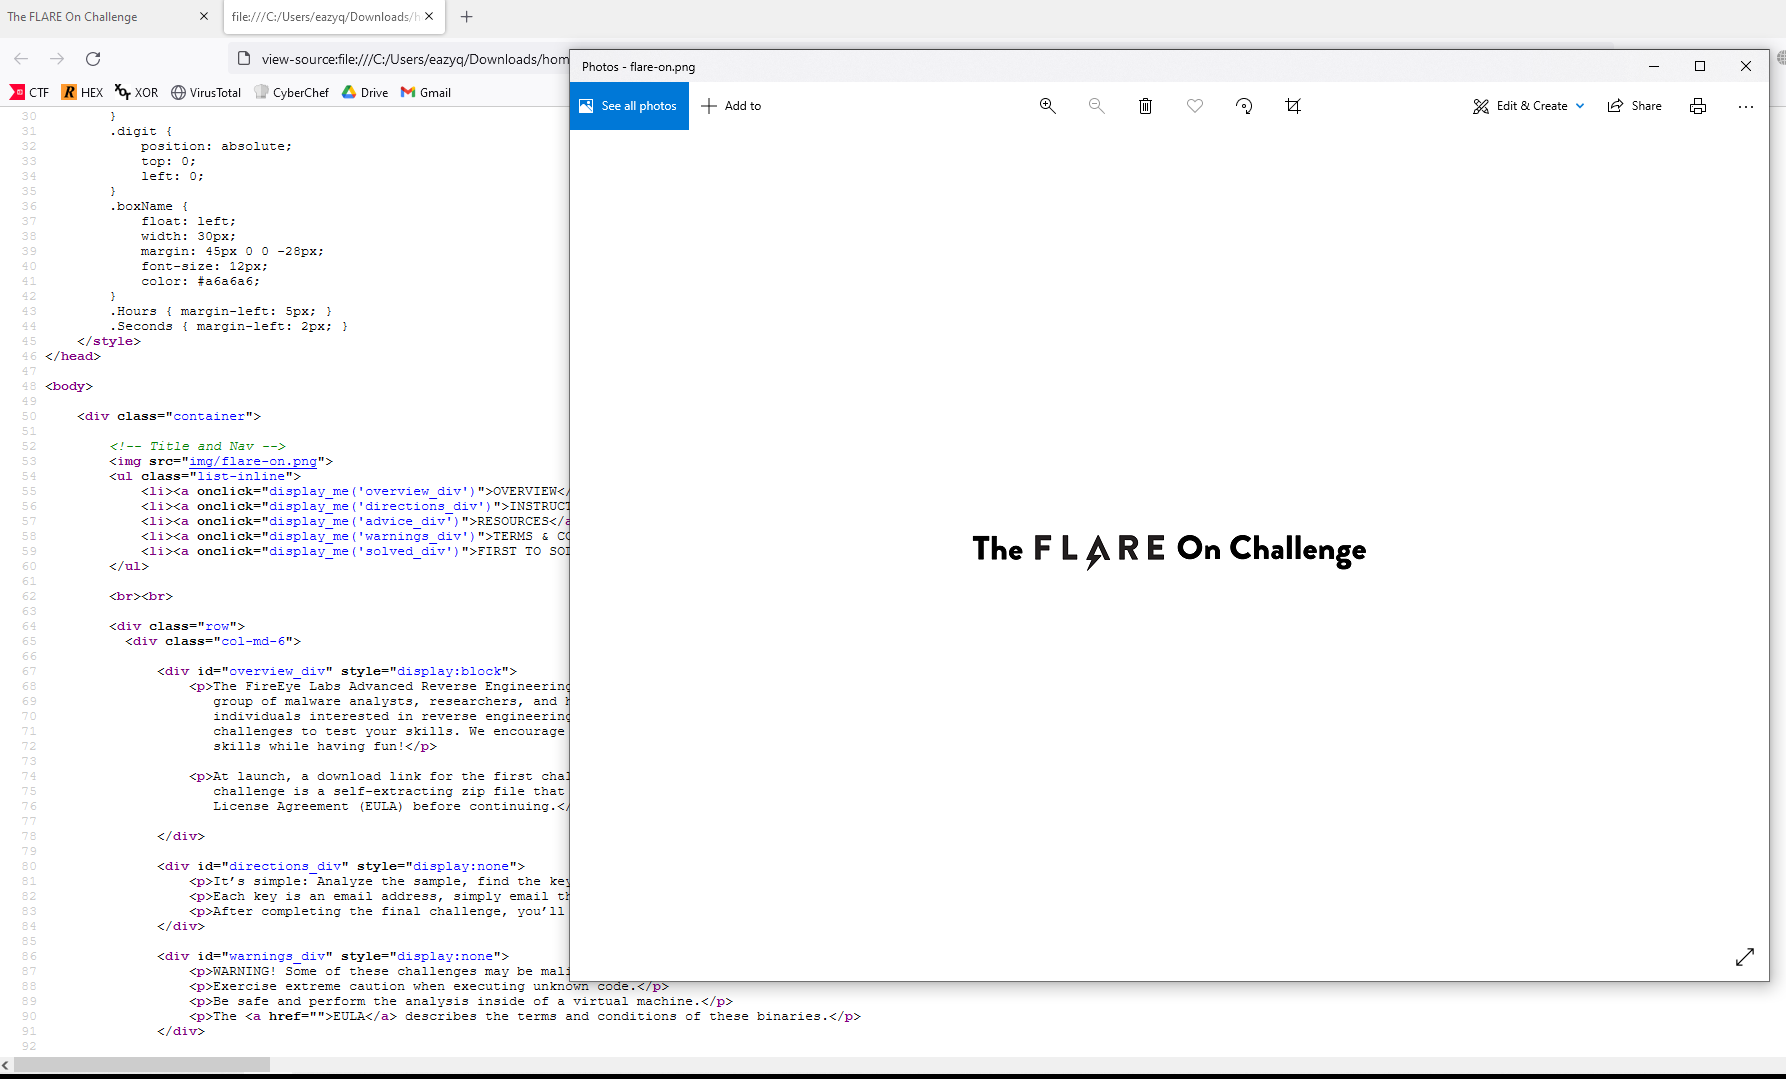 The FLARE On Challenge
file:///C:/Users/eazyq/Downloads/h
view-source:file:///C:/Users/eazyq/Downloads/hom
CTF HEX XOR VirusTotal CyberChef Drive Gmail
30 }
31 .digit {
32 position: absolute;
33 top: 0;
34 left: 0;
35 }
36 .boxName {
37 float: left;
38 width: 30px;
39 margin: 45px 0 0 -28px;
40 font-size: 12px;
41 color: #a6a6a6;
42 }
43 .Hours { margin-left: 5px; }
44 .Seconds { margin-left: 2px; }
45 </style>
46 </head>
47
48 <body>
49
50 <div class="container">
51
52 <!-- Title and Nav -->
53 <img src="img/flare-on.png">
54 <ul class="list-inline">
55 <li><a onclick="display_me('overview_div')">OVERVIEW</
56 <li><a onclick="display_me('directions_div')">INSTRUCT
57 <li><a onclick="display_me('advice_div')">RESOURCES</a
58 <li><a onclick="display_me('warnings_div')">TERMS & CO
59 <li><a onclick="display_me('solved_div')">FIRST TO SOL
60 </ul>
61
62 <br><br>
63
64 <div class="row">
65 <div class="col-md-6">
66
67 <div id="overview_div" style="display:block">
68 <p>The FireEye Labs Advanced Reverse Engineering
69 group of malware analysts, researchers, and h
70 individuals interested in reverse engineering
71 challenges to test your skills. We encourage
72 skills while having fun!</p>
73
74 <p>At launch, a download link for the first chal
75 challenge is a self-extracting zip file that
76 License Agreement (EULA) before continuing.</
77
78 </div>
79
80 <div id="directions_div" style="display:none">
81 <p>It’s simple: Analyze the sample, find the key
82 <p>Each key is an email address, simply email th
83 <p>After completing the final challenge, you’ll
84 </div>
85
86 <div id="warnings_div" style="display:none">
87 <p>WARNING! Some of these challenges may be mali
88 <p>Exercise extreme caution when executing unknown code.</p>
89 <p>Be safe and perform the analysis inside of a virtual machine.</p>
90 <p>The <a href="">EULA</a> describes the terms and conditions of these binaries.</p>
91 </div>
92
Photos - flare-on.png
See all photos Add to Edit & Create Share
The FLARE On Challenge